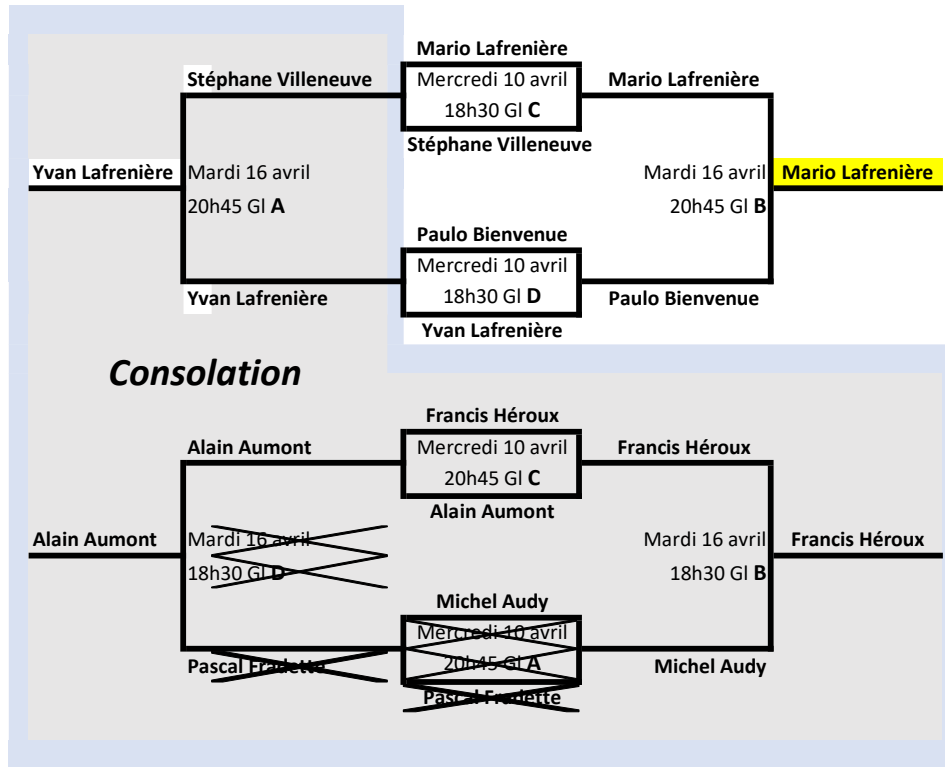 Mario Lafrenière
Stéphane Villeneuve
Mercredi 10 avril
18h30 Gl C
Mario Lafrenière
Stéphane Villeneuve
Yvan Lafrenière
Mardi 16 avril
20h45 Gl A
Mardi 16 avril
20h45 Gl B
Mario Lafrenière
Paulo Bienvenue
Mercredi 10 avril
18h30 Gl D
Yvan Lafrenière
Paulo Bienvenue
Yvan Lafrenière
Consolation
Francis Héroux
Alain Aumont
Mercredi 10 avril
20h45 Gl C
Francis Héroux
Alain Aumont
Alain Aumont
Mardi 16 avril
18h30 Gl D
Mardi 16 avril
18h30 Gl B
Francis Héroux
Michel Audy
Mercredi 10 avril
20h45 Gl A
Pascal Fradette
Michel Audy
Pascal Fradette